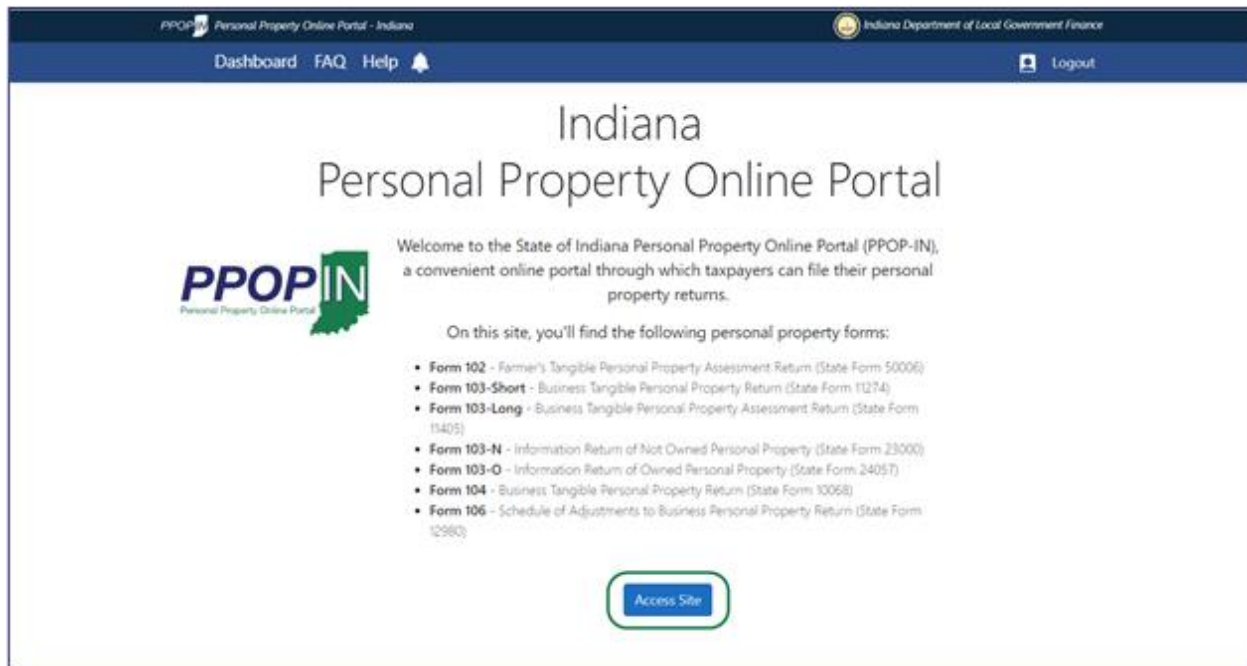 PPOPIN Personal Property Online Portal - Indiana
Indiana Department of Local Government Finance
Dashboard FAQ Help
Logout
Indiana
Personal Property Online Portal
PPOPIN
Personal Property Online Portal
Welcome to the State of Indiana Personal Property Online Portal (PPOP-IN),
a convenient online portal through which taxpayers can file their personal
property returns.
On this site, you'll find the following personal property forms:
• Form 102 - Farmer's Tangible Personal Property Assessment Return (State Form 50006)
• Form 103-Short - Business Tangible Personal Property Return (State Form 11274)
• Form 103-Long - Business Tangible Personal Property Assessment Return (State Form
11405)
• Form 103-N - Information Return of Not Owned Personal Property (State Form 23000)
• Form 103-O - Information Return of Owned Personal Property (State Form 24057)
• Form 104 - Business Tangible Personal Property Return (State Form 10068)
• Form 106 - Schedule of Adjustments to Business Personal Property Return (State Form
12980)
Access Site